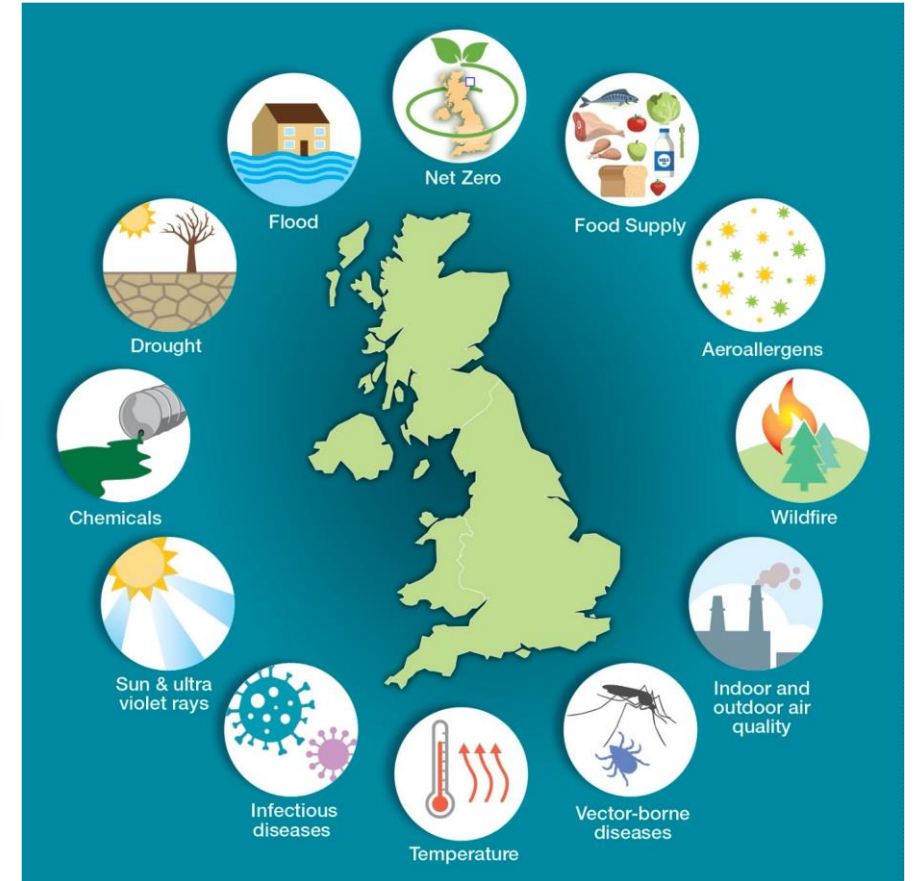 Net Zero
Food Supply
Aeroallergens
Wildfire
Indoor and
outdoor air
quality
Vector-borne
diseases
Temperature
Infectious
diseases
Sun & ultra
violet rays
Chemicals
Drought
Flood